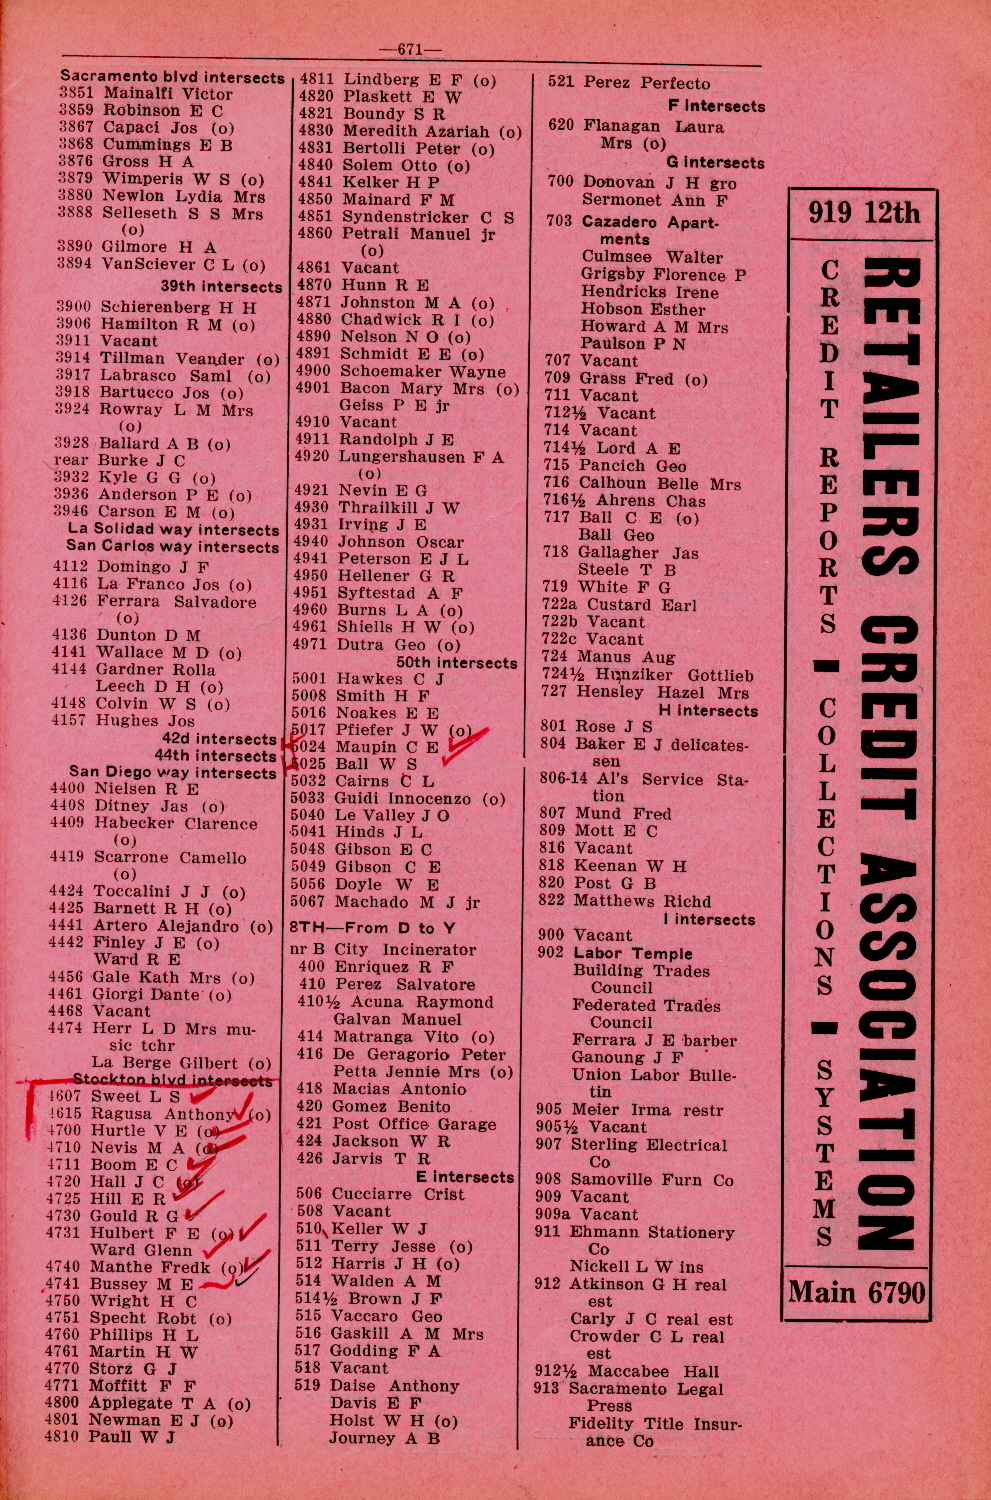 —671—
Sacramento blvd intersects
3851 Mainalfi Victor
3859 Robinson E C
3867 Capaci Jos (o)
3868 Cummings E B
3876 Gross H A
3879 Wimperis W S (o)
3880 Newlon Lydia Mrs
3888 Selleseth S S Mrs
(o)
3890 Gilmore H A
3894 VanSciever C L (o)
39th intersects
3900 Schierenberg H H
3906 Hamilton R M (o)
3911 Vacant
3914 Tillman Veander (o)
3917 Labrasco Saml (o)
3918 Bartucco Jos (o)
3924 Rowray L M Mrs
(o)
3928 Ballard A B (o)
rear Burke J C
3932 Kyle G G (o)
3936 Anderson P E (o)
3946 Carson E M (o)
La Solidad way intersects
San Carlos way intersects
4112 Domingo J F
4116 La Franco Jos (o)
4126 Ferrara Salvadore
(o)
4136 Dunton D M
4141 Wallace M D (o)
4144 Gardner Rolla
Leech D H (o)
4148 Colvin W S (o)
4157 Hughes Jos
42d intersects
44th intersects
San Diego way intersects
4400 Nielsen R E
4408 Ditney Jas (o)
4409 Habecker Clarence
(o)
4419 Scarrone Camello
(o)
4424 Toccalini J J (o)
4425 Barnett R H (o)
4441 Artero Alejandro (o)
4442 Finley J E (o)
Ward R E
4456 Gale Kath Mrs (o)
4461 Giorgi Dante (o)
4468 Vacant
4474 Herr L D Mrs mu-
sic tchr
La Berge Gilbert (o)
Stockton blvd intersects
4607 Sweet L S
4615 Ragusa Anthony (o)
4700 Hurtle V E (o)
4710 Nevis M A (o)
4711 Boom E C
4720 Hall J C (o)
4725 Hill E R
4730 Gould R G
4731 Hulbert F E (o)
Ward Glenn
4740 Manthe Fredk (o)
4741 Bussey M E
4750 Wright H C
4751 Specht Robt (o)
4760 Phillips H L
4761 Martin H W
4770 Storz G J
4771 Moffitt F F
4800 Applegate T A (o)
4801 Newman E J (o)
4810 Paull W J
4811 Lindberg E F (o)
4820 Plaskett E W
4821 Boundy S R
4830 Meredith Azariah (o)
4831 Bertolli Peter (o)
4840 Solem Otto (o)
4841 Kelker H P
4850 Mainard F M
4851 Syndenstricker C S
4860 Petrali Manuel jr
(o)
4861 Vacant
4870 Hunn R E
4871 Johnston M A (o)
4880 Chadwick R I (o)
4890 Nelson N O (o)
4891 Schmidt E E (o)
4900 Schoemaker Wayne
4901 Bacon Mary Mrs (o)
Geiss P E jr
4910 Vacant
4911 Randolph J E
4920 Lungershausen F A
(o)
4921 Nevin E G
4930 Thrailkill J W
4931 Irving J E
4940 Johnson Oscar
4941 Peterson E J L
4950 Hellener G R
4951 Syftestad A F
4960 Burns L A (o)
4961 Shiells H W (o)
4971 Dutra Geo (o)
50th intersects
5001 Hawkes C J
5008 Smith H F
5016 Noakes E E
5017 Pfiefer J W (o)
5024 Maupin C E
5025 Ball W S
5032 Cairns C L
5033 Guidi Innocenzo (o)
5040 Le Valley J O
5041 Hinds J L
5048 Gibson E C
5049 Gibson C E
5056 Doyle W E
5067 Machado M J jr
8TH—From D to Y
nr B City Incinerator
400 Enriquez R F
410 Perez Salvatore
410½ Acuna Raymond
Galvan Manuel
414 Matranga Vito (o)
416 De Geragorio Peter
Petta Jennie Mrs (o)
418 Macias Antonio
420 Gomez Benito
421 Post Office Garage
424 Jackson W R
426 Jarvis T R
E intersects
506 Cucciarre Crist
508 Vacant
510 Keller W J
511 Terry Jesse (o)
512 Harris J H (o)
514 Walden A M
514½ Brown J F
515 Vaccaro Geo
516 Gaskill A M Mrs
517 Godding F A
518 Vacant
519 Daise Anthony
Davis E F
Holst W H (o)
Journey A B
521 Perez Perfecto
F intersects
620 Flanagan Laura
Mrs (o)
G intersects
700 Donovan J H gro
Sermonet Ann F
703 Cazadero Apart-
ments
Culmsee Walter
Grigsby Florence P
Hendricks Irene
Hobson Esther
Howard A M Mrs
Paulson P N
707 Vacant
709 Grass Fred (o)
711 Vacant
712½ Vacant
714 Vacant
714½ Lord A E
715 Pancich Geo
716 Calhoun Belle Mrs
716½ Ahrens Chas
717 Ball C E (o)
Ball Geo
718 Gallagher Jas
Steele T B
719 White F G
722a Custard Earl
722b Vacant
722c Vacant
724 Manus Aug
724½ Hunziker Gottlieb
727 Hensley Hazel Mrs
H intersects
801 Rose J S
804 Baker E J delicates-
sen
806-14 Al's Service Sta-
tion
807 Mund Fred
809 Mott E C
816 Vacant
818 Keenan W H
820 Post G B
822 Matthews Richd
I intersects
900 Vacant
902 Labor Temple
Building Trades
Council
Federated Trades
Council
Ferrara J E barber
Ganoung J F
Union Labor Bulle-
tin
905 Meier Irma restr
905½ Vacant
907 Sterling Electrical
Co
908 Samoville Furn Co
909 Vacant
909a Vacant
911 Ehmann Stationery
Co
Nickell L W ins
912 Atkinson G H real
est
Carly J C real est
Crowder C L real
est
912½ Maccabee Hall
913 Sacramento Legal
Press
Fidelity Title Insur-
ance Co
919 12th
RETAILERS CREDIT ASSOCIATION
CREDIT REPORTS - COLLECTIONS - SYSTEMS
Main 6790